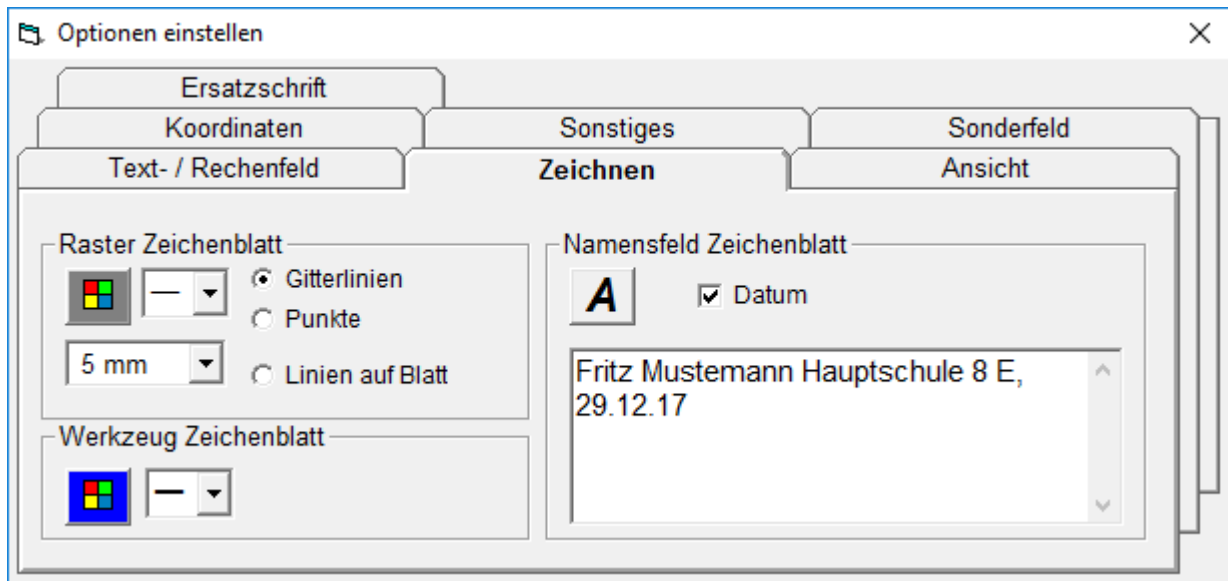 Optionen einstellen
Ersatzschrift
Koordinaten Sonstiges Sonderfeld
Text- / Rechenfeld Zeichnen Ansicht
Raster Zeichenblatt
Gitterlinien
Punkte
5 mm
Linien auf Blatt
Werkzeug Zeichenblatt
Namensfeld Zeichenblatt
A
Datum
Fritz Mustemann Hauptschule 8 E,
29.12.17